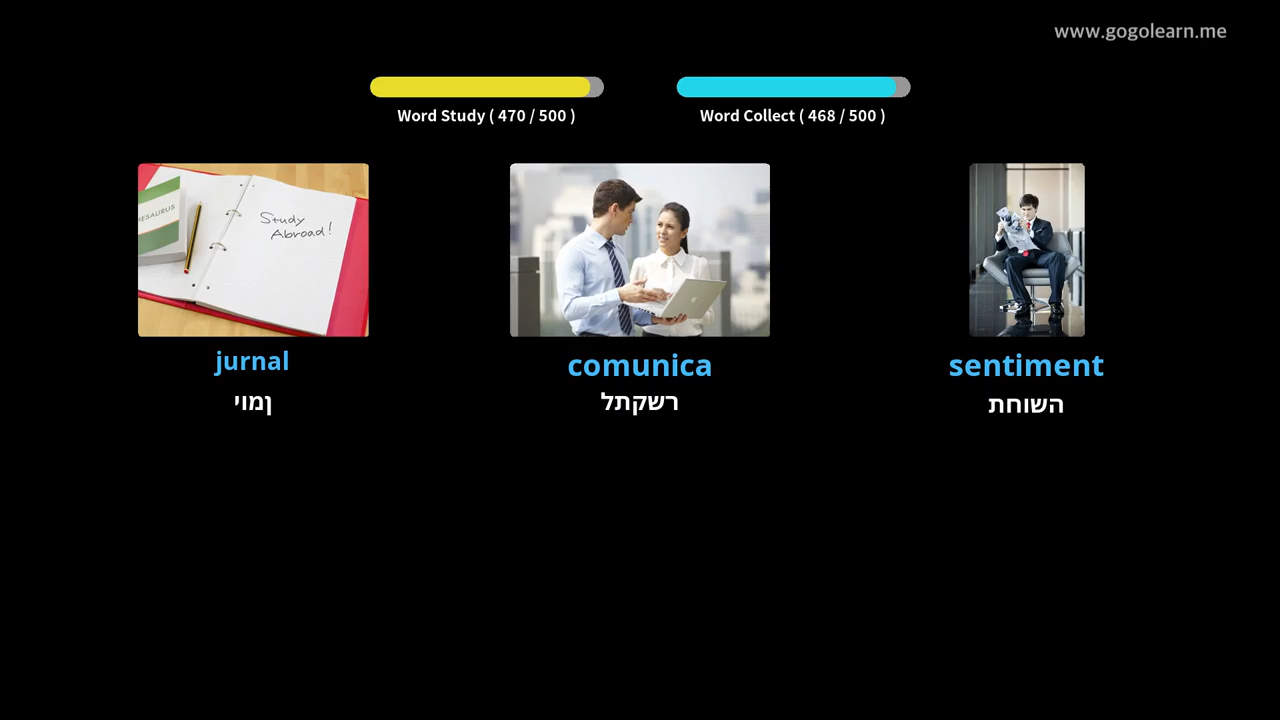 www.gogolearn.me
Word Study ( 470 / 500 )
Word Collect ( 468 / 500 )
THESAURUS
Study
Abroad!
jurnal
ןמוי
comunica
רשקתל
sentiment
השוחת